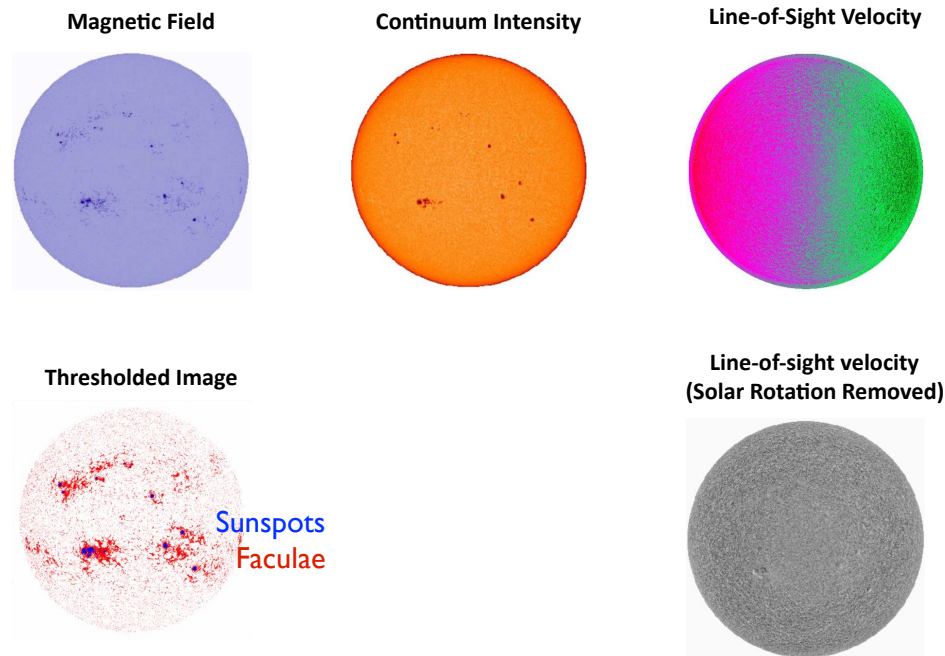 Magnetic Field
Continuum Intensity
Line-of-Sight Velocity
Thresholded Image
Line-of-sight velocity
(Solar Rotation Removed)
Sunspots
Faculae